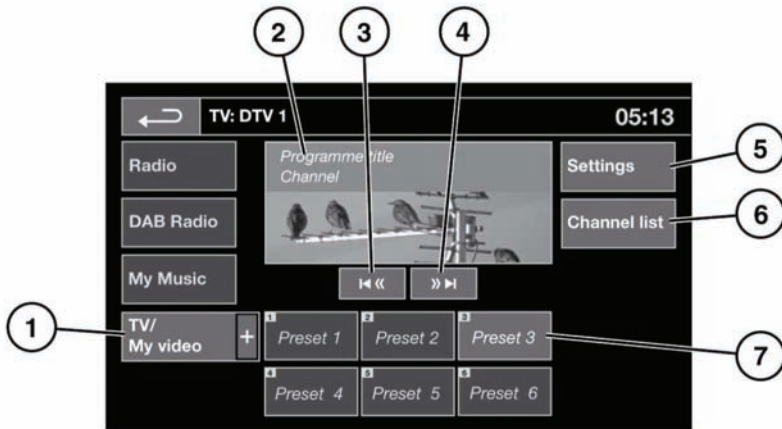 2 3 4
TV: DTV 1 05:13
Radio
Programme title
Channel
Settings
5
DAB Radio
Channel list
6
My Music
1
TV/
My video
+
1 Preset 1 2 Preset 2 3 Preset 3
7
4 Preset 4 5 Preset 5 6 Preset 6